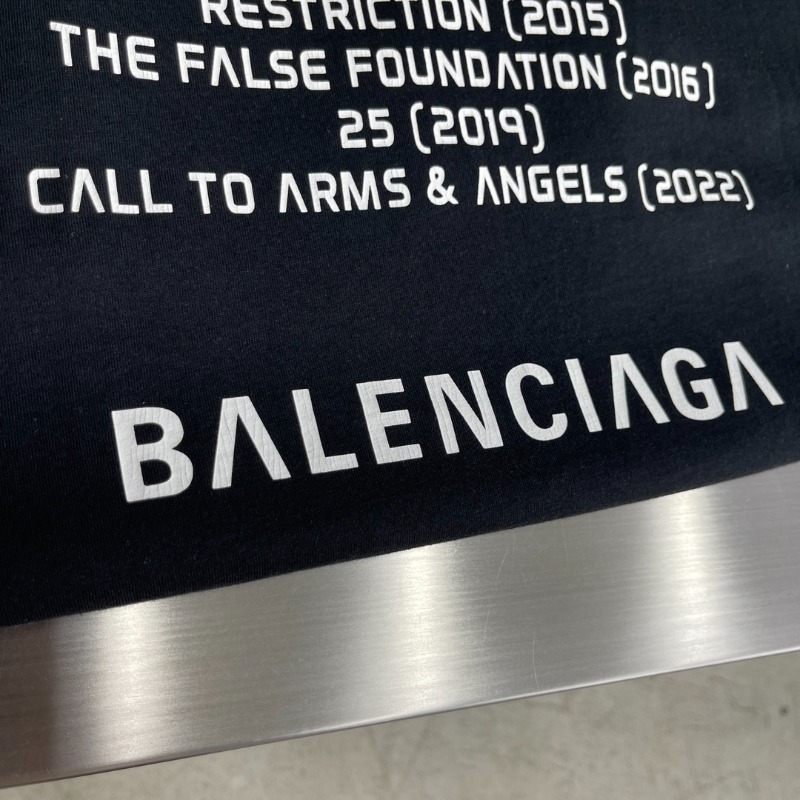 RESTRICTION (2015)
THE FALSE FOUNDATION (2016)
25 (2019)
CALL TO ARMS & ANGELS (2022)
BALENCIAGA